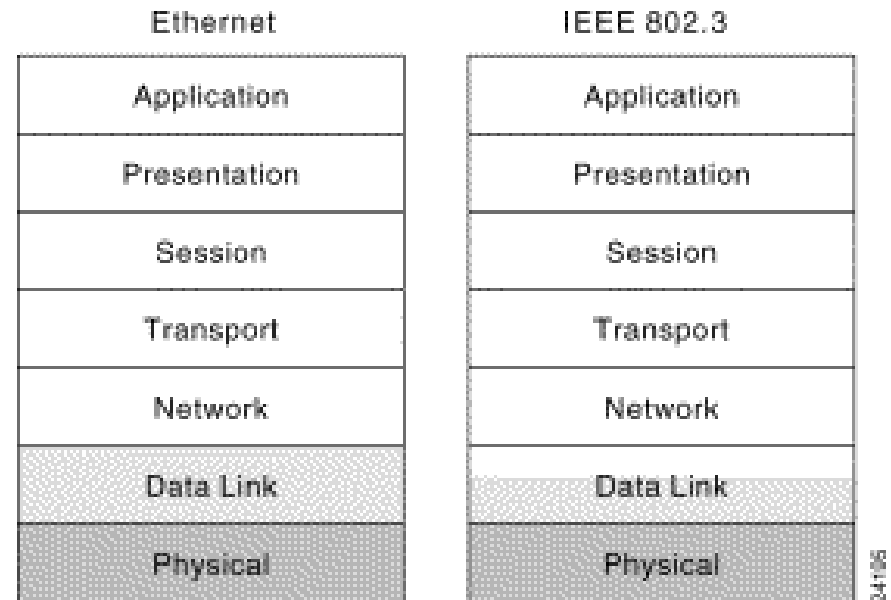 Ethernet
Application
Presentation
Session
Transport
Network
Data Link
Physical
IEEE 802.3
Application
Presentation
Session
Transport
Network
Data Link
Physical